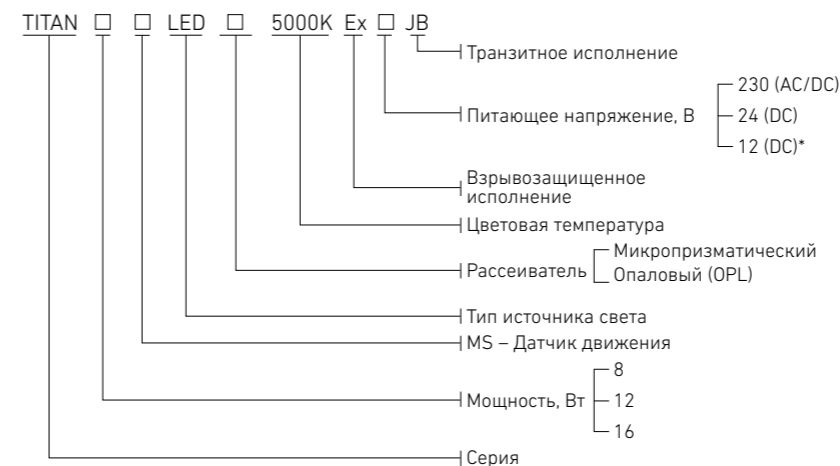 TITAN □ □ LED □ 5000K Ex □ JB
Транзитное исполнение
Питающее напряжение, В
230 (AC/DC)
24 (DC)
12 (DC)*
Взрывозащищенное
исполнение
Цветовая температура
Рассеиватель
Микропризматический
Опаловый (OPL)
Тип источника света
MS – Датчик движения
Мощность, Вт
8
12
16
Серия